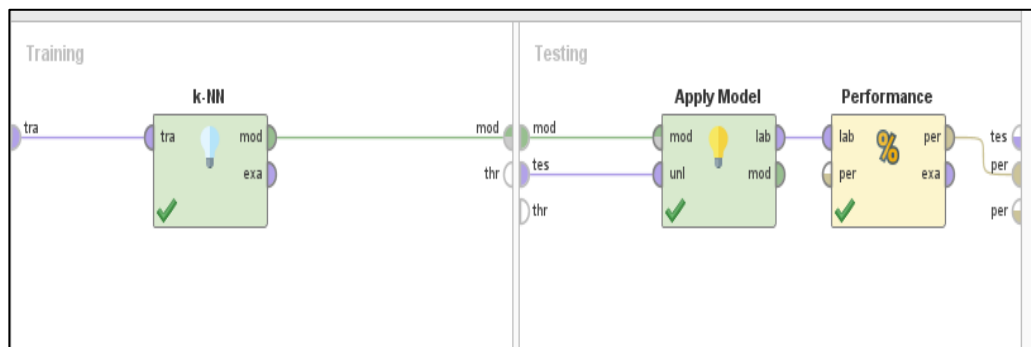 Training
Testing
k-NN
Apply Model
Performance
tra
tra
mod
exa
mod
thr
mod
tes
thr
mod
unl
lab
mod
lab
per
%
per
exa
tes
per
per